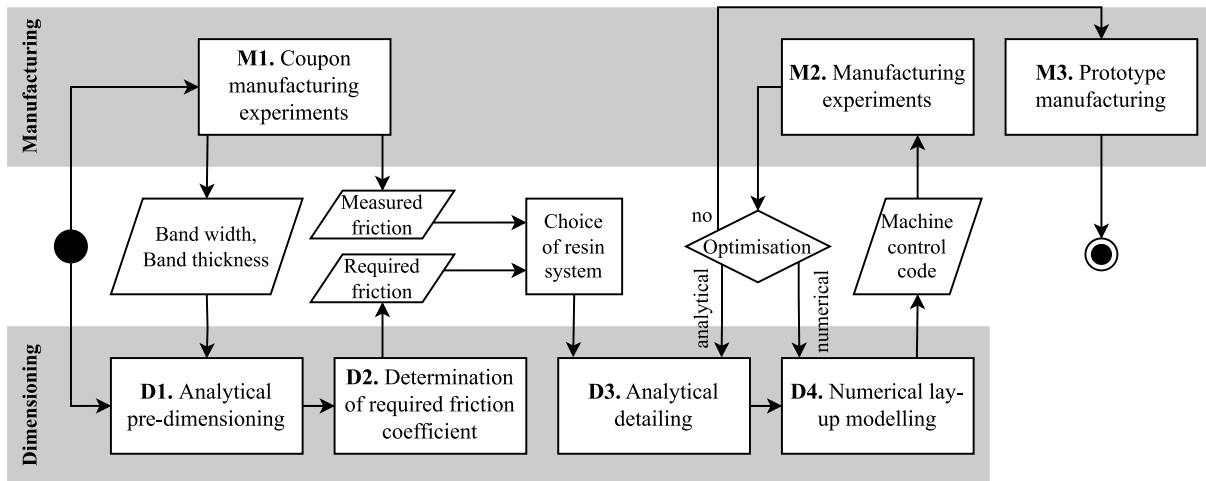 Manufacturing
M1. Coupon
manufacturing
experiments
M2. Manufacturing
experiments
M3. Prototype
manufacturing
Band width,
Band thickness
Measured
friction
Required
friction
Choice
of resin
system
no
Optimisation
analytical
numerical
Machine
control
code
Dimensioning
D1. Analytical
pre-dimensioning
D2. Determination
of required friction
coefficient
D3. Analytical
detailing
D4. Numerical lay-
up modelling